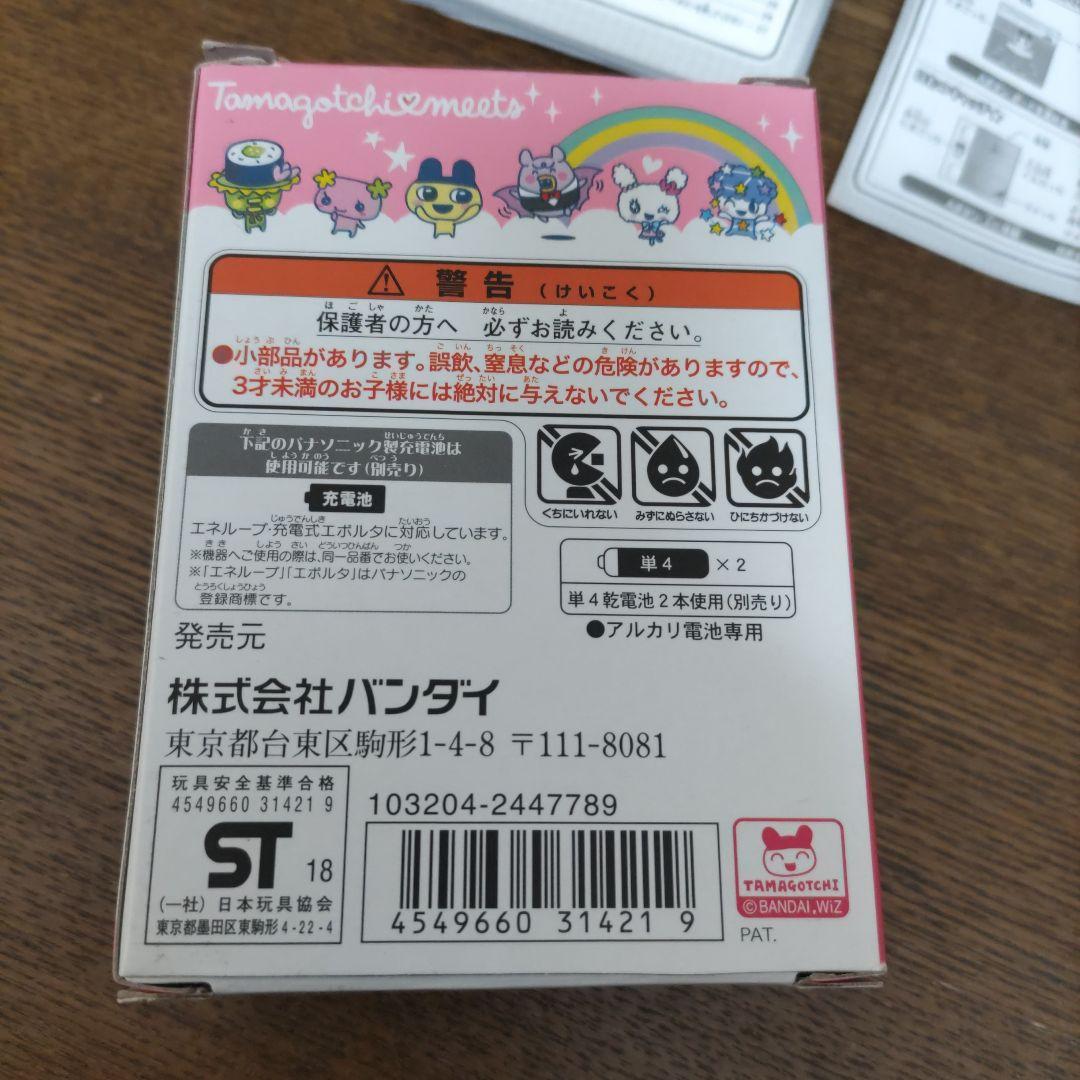 Tamagotchi♡meets
⚠ 警告 (けいこく)
保護者の方へ 必ずお読みください。
●小部品があります。誤飲、窒息などの危険がありますので、
3才未満のお子様には絶対に与えないでください。
下記のパナソニック製充電池は
使用可能です(別売り)
充電池
エネループ・充電式エボルタに対応しています。
※機器へご使用の際は、同一品番でお使いください。
※「エネループ」「エボルタ」はパナソニックの
登録商標です。
くちにいれない みずにぬらさない ひにちかづけない
単4 ×2
単4乾電池2本使用(別売り)
●アルカリ電池専用
発売元
株式会社バンダイ
東京都台東区駒形1-4-8 〒111-8081
玩具安全基準合格
4549660 31421 9
ST 18
(一社) 日本玩具協会
東京都墨田区東駒形4-22-4
103204-2447789
4549660 314219
TAMAGOTCHI
©BANDAI,WiZ
PAT.